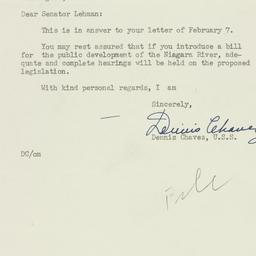 Dear Senator Lehman:
This is in answer to your letter of February 7.
You may rest assured that if you introduce a bill
for the public development of the Niagara River, ade-
quate and complete hearings will be held on the proposed
legislation.
With kind personal regards, I am
Sincerely,
Dennis Chavez
Dennis Chavez, U.S.S.
DC/om